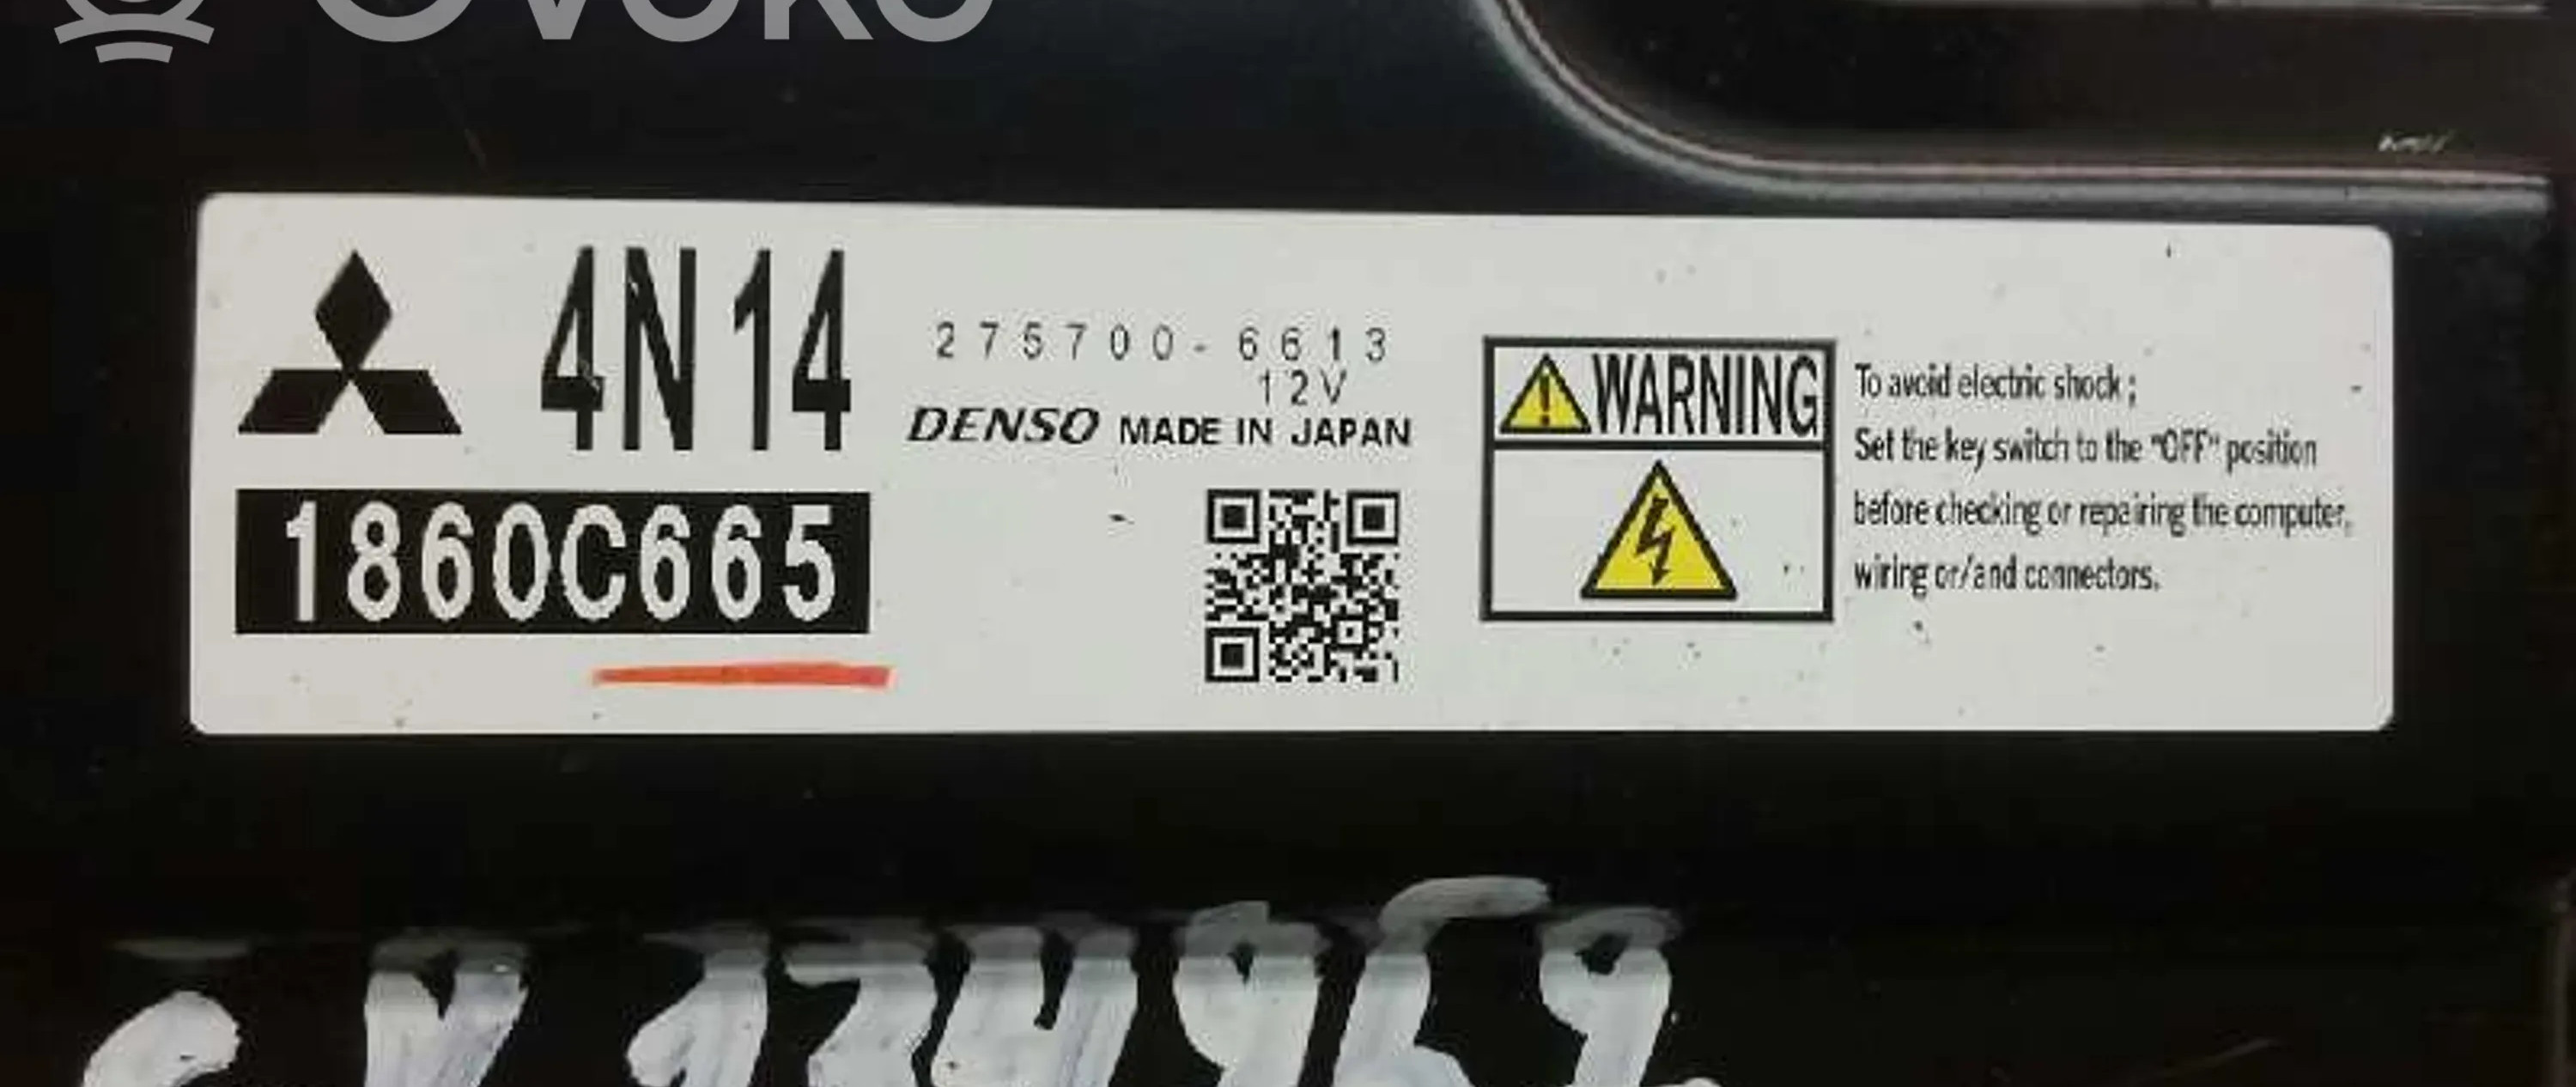 4N14
275700-6613
12V
DENSO MADE IN JAPAN
1860C665
WARNING
To avoid electric shock;
Set the key switch to the "OFF" position
before checking or repairing the computer,
wiring or/and connectors.